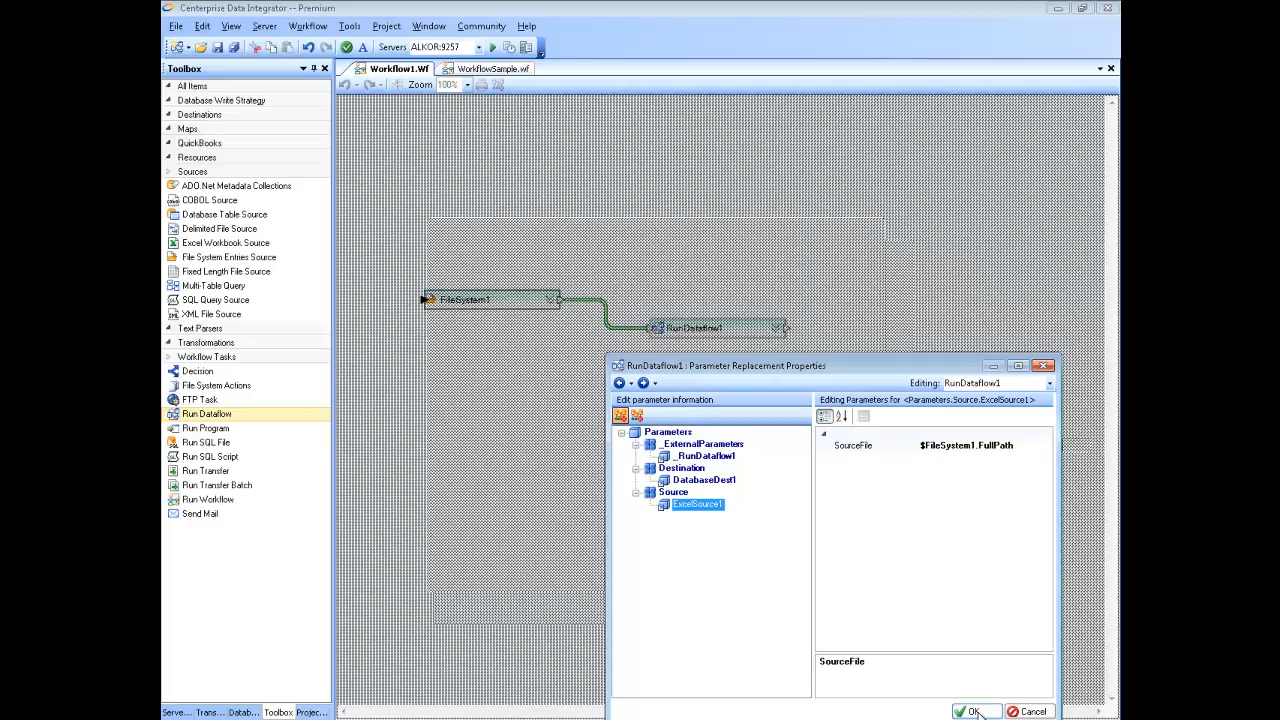 Centerprise Data Integrator -- Premium
File Edit View Server Workflow Tools Project Window Community Help
Servers ALKOR:9257
Toolbox
Workflow1.Wf WorkflowSample.wf
Zoom 100%
All Items
Database Write Strategy
Destinations
Maps
QuickBooks
Resources
Sources
ADO.Net Metadata Collections
COBOL Source
Database Table Source
Delimited File Source
Excel Workbook Source
File System Entries Source
Fixed Length File Source
Multi-Table Query
SQL Query Source
XML File Source
Text Parsers
Transformations
Workflow Tasks
Decision
File System Actions
FTP Task
Run Dataflow
Run Program
Run SQL File
Run SQL Script
Run Transfer
Run Transfer Batch
Run Workflow
Send Mail
Serve... Trans... Datab... Toolbox Projec...
FileSystem1
RunDataflow1
RunDataflow1 : Parameter Replacement Properties
Editing: RunDataflow1
Edit parameter information
Editing Parameters for <Parameters.Source.ExcelSource1>
Parameters
_ExternalParameters
_RunDataflow1
Destination
DatabaseDest1
Source
ExcelSource1
SourceFile $FileSystem1.FullPath
SourceFile
OK Cancel